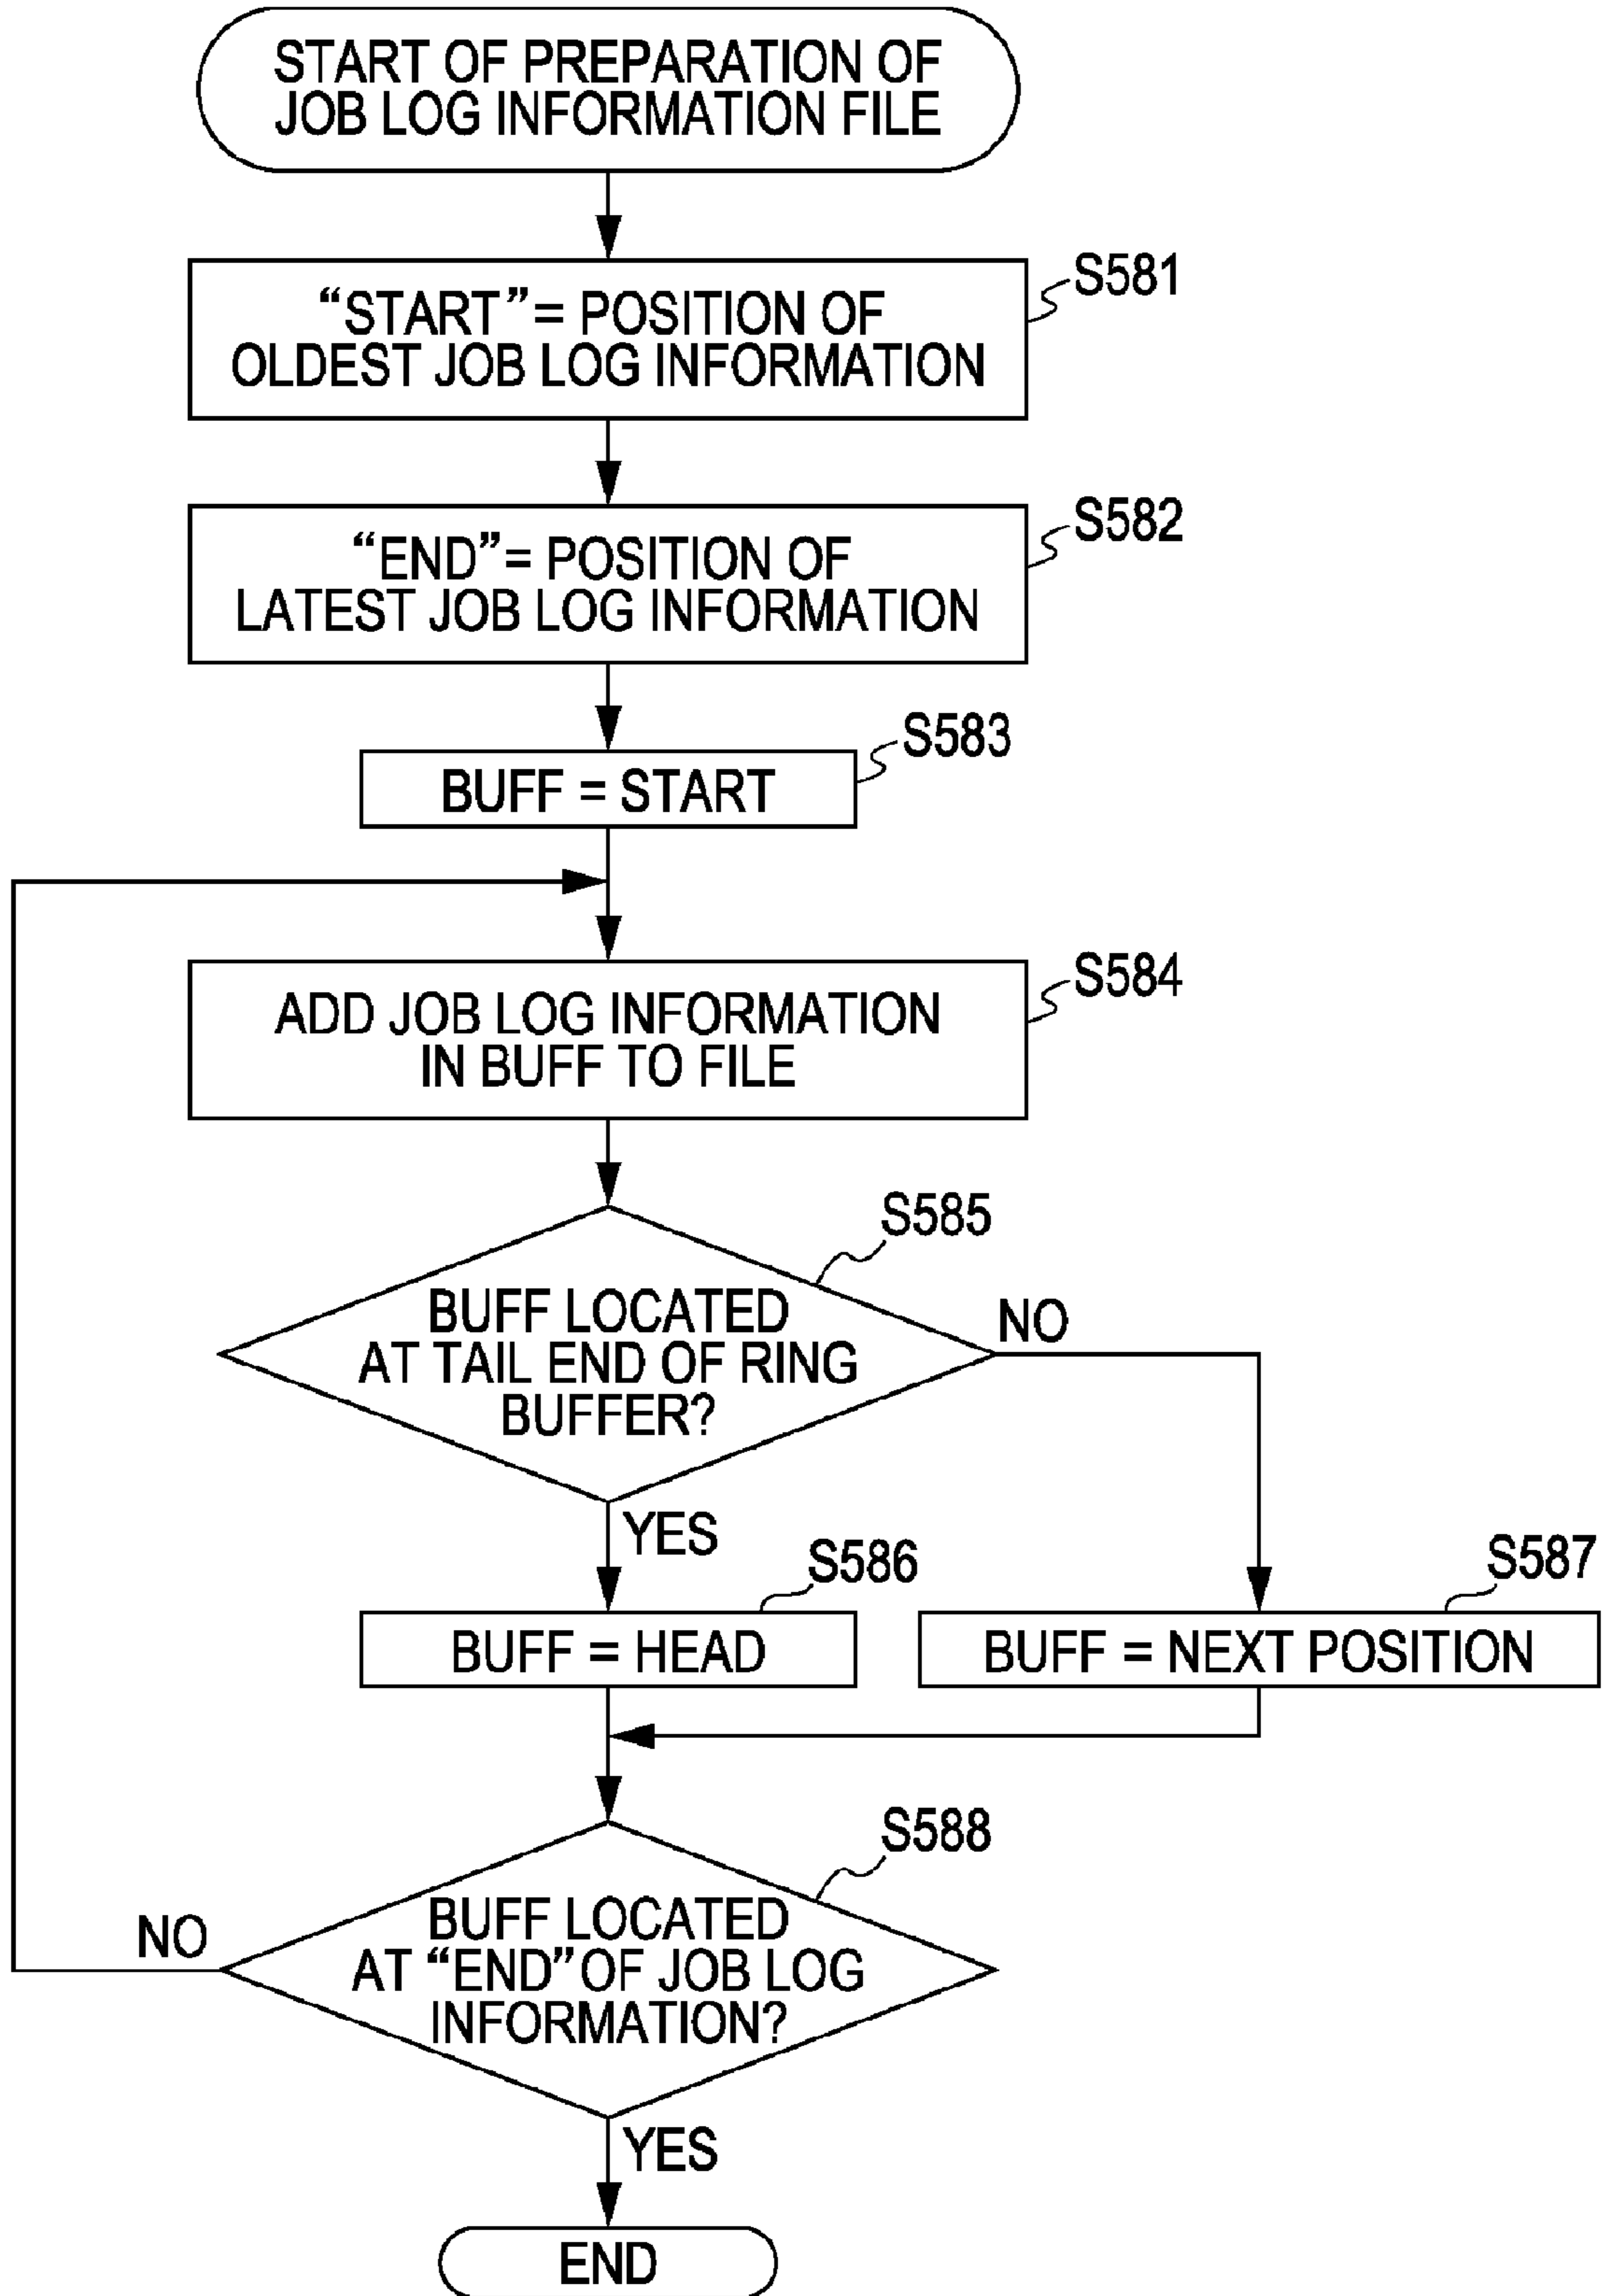 START OF PREPARATION OF
JOB LOG INFORMATION FILE
S581
“START”= POSITION OF
OLDEST JOB LOG INFORMATION
S582
“END”= POSITION OF
LATEST JOB LOG INFORMATION
S583
BUFF = START
S584
ADD JOB LOG INFORMATION
IN BUFF TO FILE
S585
BUFF LOCATED
AT TAIL END OF RING
BUFFER?
NO
YES
S586
BUFF = HEAD
S587
BUFF = NEXT POSITION
S588
BUFF LOCATED
AT “END”OF JOB LOG
INFORMATION?
NO
YES
END